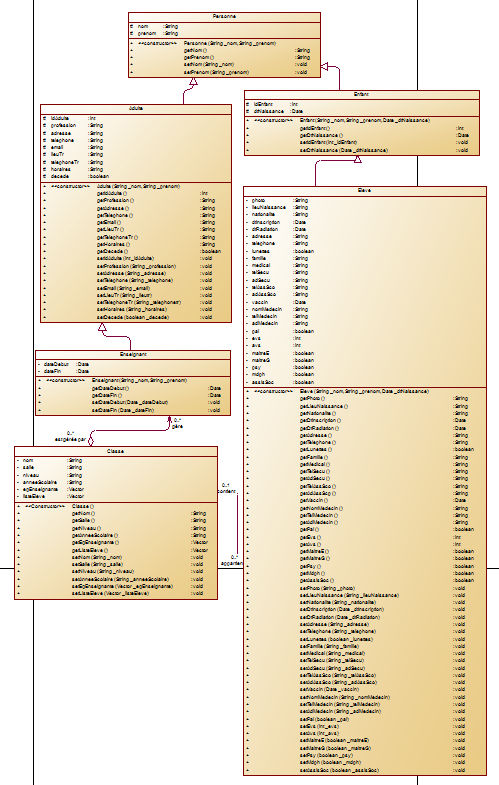 Personne
# nom : String
# prenom : String
+ <<constructor>> Personne (String _nom,String _prenom)
+ getNom () : String
+ getPrenom () : String
+ setNom (String _nom) : void
+ setPrenom (String _prenom) : void
Adulte
# idAdulte : int
# profession : String
# adresse : String
# telephone : String
# email : String
# lieuTr : String
# telephoneTr : String
# horaires : String
# decede : boolean
+ <<constructor>> Adulte (String _nom,String _prenom)
+ getIdAdulte () : int
+ getProfession () : String
+ getAdresse () : String
+ getTelephone () : String
+ getEmail () : String
+ getLieuTr () : String
+ getTelephoneTr () : String
+ getHoraires () : String
+ getDecede () : boolean
+ setIdAdulte (int _idAdulte) : void
+ setProfession (String _profession) : void
+ setAdresse (String _adresse) : void
+ setTelephone (String _telephone) : void
+ setEmail (String _email) : void
+ setLieuTr (String _lieur) : void
+ setTelephoneTr (String _telephonetr) : void
+ setHoraires (String _horaires) : void
+ setDecede (boolean _decede) : void
Enfant
# idEnfant : int
# dtNaissance : Date
+ <<constructor>> Enfant (String _nom,String _prenom,Date _dtNaissance)
+ getIdEnfant () : int
+ getDtNaissance () : Date
+ setIdEnfant (int _idEnfant) : void
+ setDtNaissance (Date _dtNaissance) : void
Eleve
- photo : String
- lieuNaissance : String
- nationalite : String
- dtInscription : Date
- dtRadiation : Date
- adresse : String
- telephone : String
- lunettes : boolean
- famille : String
- medical : String
- telSecu : String
- adSecu : String
- telAssSco : String
- adAssSco : String
- vaccin : Date
- nomMedecin : String
- telMedecin : String
- adMedecin : String
- pai : boolean
- evs : int
- avs : int
- maitreE : boolean
- maitreG : boolean
- psy : boolean
- mdph : boolean
- assisSoc : boolean
+ <<constructor>> Eleve (String _nom,String _prenom,Date _dtNaissance)
+ getPhoto () : String
+ getLieuNaissance () : String
+ getNationalite () : String
+ getDtInscription () : Date
+ getDtRadiation () : Date
+ getAdresse () : String
+ getTelephone () : String
+ getLunettes () : boolean
+ getFamille () : String
+ getMedical () : String
+ getTelSecu () : String
+ getAdSecu () : String
+ getTelAssSco () : String
+ getAdAssSco () : String
+ getVaccin () : Date
+ getNomMedecin () : String
+ getTelMedecin () : String
+ getAdMedecin () : String
+ getPai () : boolean
+ getEvs () : int
+ getAvs () : int
+ getMaitreE () : boolean
+ getMaitreG () : boolean
+ getPsy () : boolean
+ getMdph () : boolean
+ getAssisSoc () : boolean
+ setPhoto (String _photo) : void
+ setLieuNaissance (String _lieuNaissance) : void
+ setNationalite (String _nationalite) : void
+ setDtInscription (Date _dtInscription) : void
+ setDtRadiation (Date _dtRadiation) : void
+ setAdresse (String _adresse) : void
+ setTelephone (String _telephone) : void
+ setLunettes (boolean _lunettes) : void
+ setFamille (String _famille) : void
+ setMedical (String _medical) : void
+ setTelSecu (String _telSecu) : void
+ setAdSecu (String _adSecu) : void
+ setTelAssSco (String _telAssSco) : void
+ setAdAssSco (String _adAssSco) : void
+ setVaccin (Date _vaccin) : void
+ setNomMedecin (String _nomMedecin) : void
+ setTelMedecin (String _telMedecin) : void
+ setAdMedecin (String _adMedecin) : void
+ setPai (boolean _pai) : void
+ setEvs (int _evs) : void
+ setAvs (int _avs) : void
+ setMaitreE (boolean _maitreE) : void
+ setMaitreG (boolean _maitreG) : void
+ setPsy (boolean _psy) : void
+ setMdph (boolean _mdph) : void
+ setAssisSoc (boolean _assisSoc) : void
Enseignant
- dateDebut : Date
- dateFin : Date
+ <<constructor>> Enseignant (String _nom,String _prenom)
+ getDateDebut () : Date
+ getDateFin () : Date
+ setDateDebut (Date _dateDebut) : void
+ setDateFin (Date _dateFin) : void
0..*
gère
0..*
est gérée par
Classe
- nom : String
- salle : String
- niveau : String
- anneeScolaire : String
- egEnseignante : Vector
- listeEleve : Vector
+ <<Constructor>> Classe ()
+ getNom () : String
+ getSalle () : String
+ getNiveau () : String
+ getAnneeScolaire () : String
+ getEgEnseignante () : Vector
+ getListeEleve () : Vector
+ setNom (String _nom) : void
+ setSalle (String _salle) : void
+ setNiveau (String _niveau) : void
+ setAnneeScolaire (String _anneeScolaire) : void
+ setEgEnseignante (Vector _egEnseignante) : void
+ setListeEleve (Vector _listeEleve) : void
0..*
contient
0..*
appartient